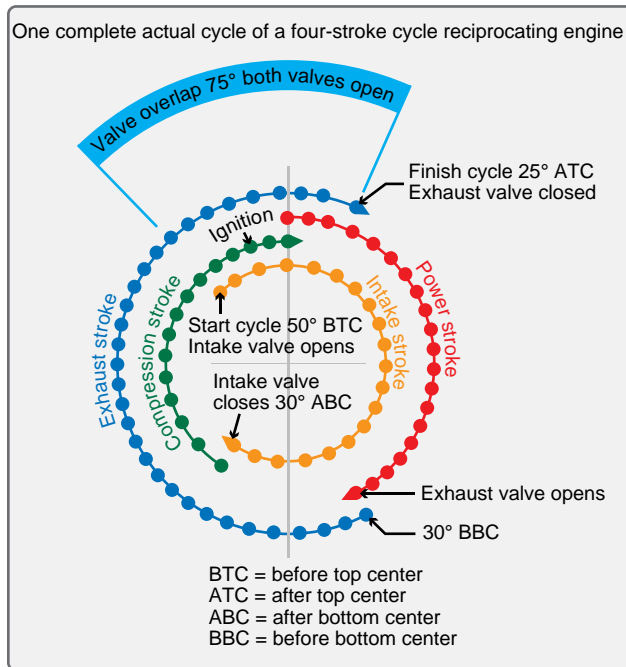 One complete actual cycle of a four-stroke cycle reciprocating engine
Valve overlap 75° both valves open
Finish cycle 25° ATC
Exhaust valve closed
Ignition
Exhaust stroke
Compression stroke
Intake stroke
Power stroke
Start cycle 50° BTC
Intake valve opens
Intake valve
closes 30° ABC
Exhaust valve opens
30° BBC
BTC = before top center
ATC = after top center
ABC = after bottom center
BBC = before bottom center